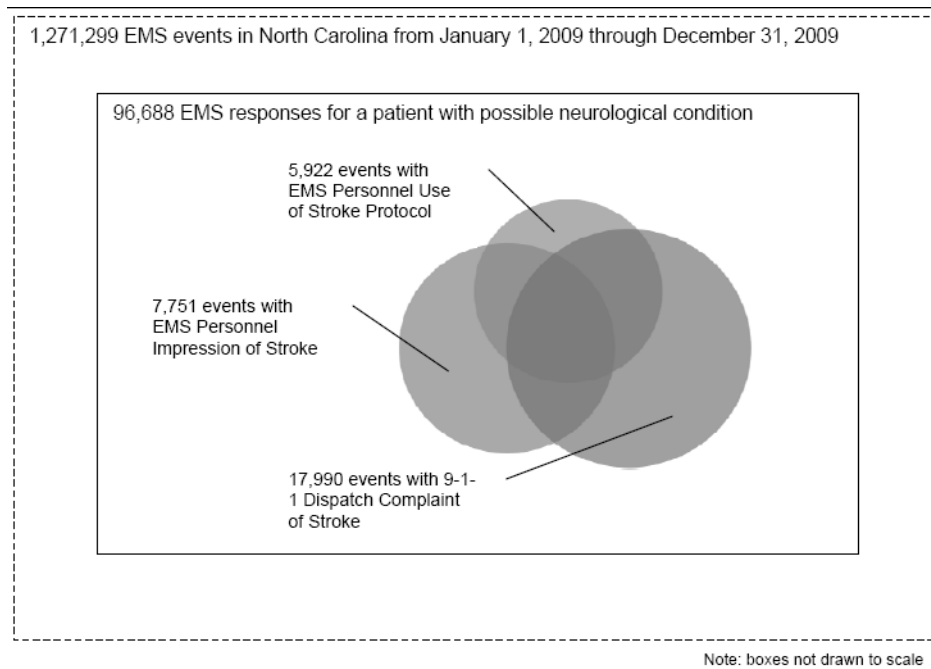 1,271,299 EMS events in North Carolina from January 1, 2009 through December 31, 2009
96,688 EMS responses for a patient with possible neurological condition
5,922 events with
EMS Personnel Use
of Stroke Protocol
7,751 events with
EMS Personnel
Impression of Stroke
17,990 events with 9-1-
1 Dispatch Complaint
of Stroke
Note: boxes not drawn to scale